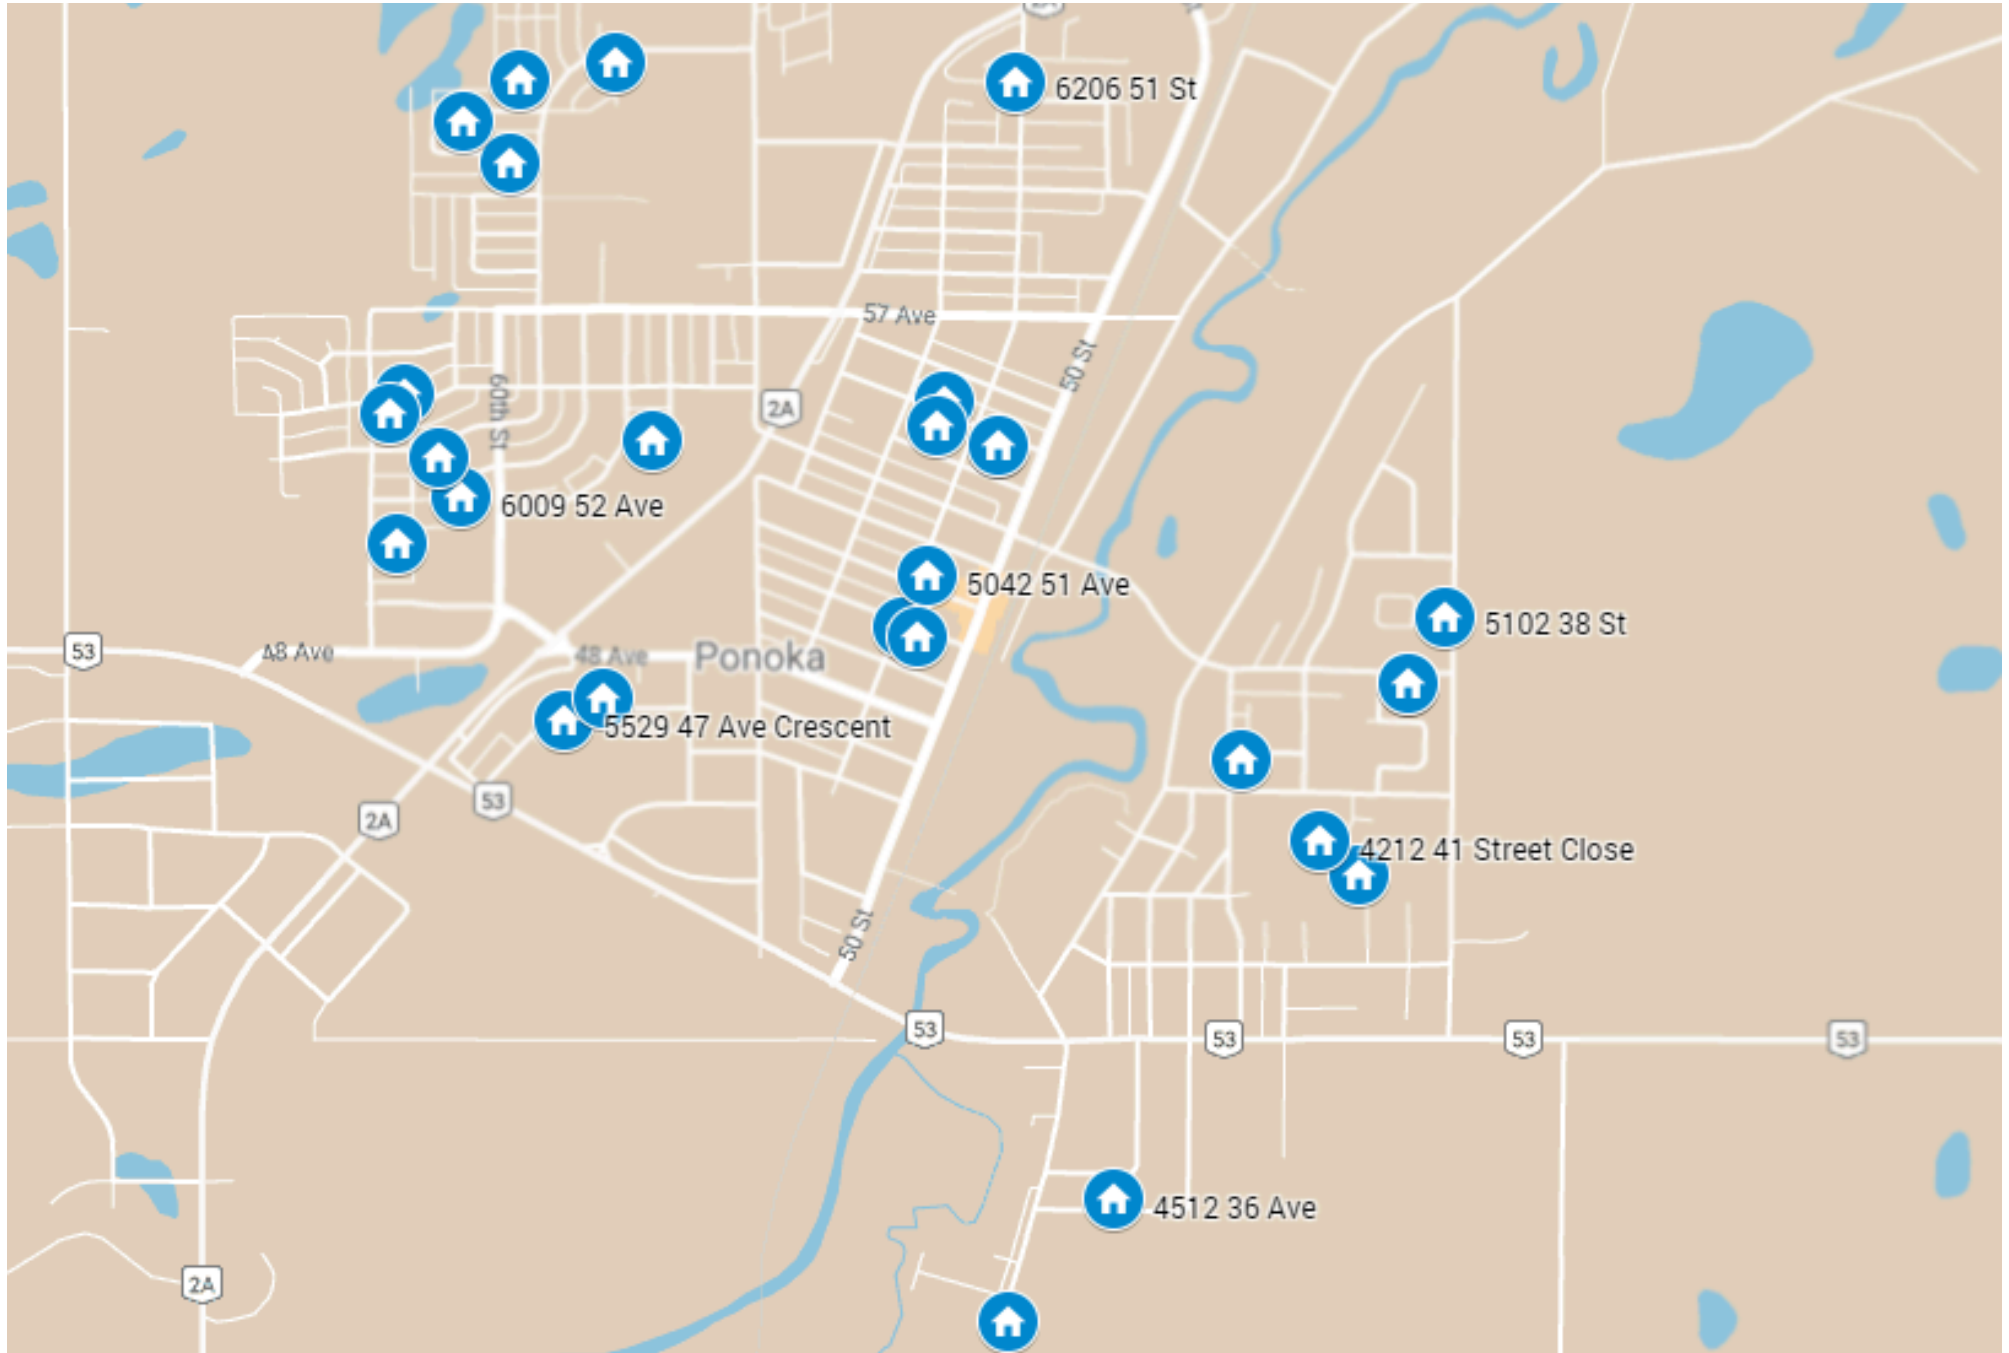 2A
6206 51 St
57 Ave
50 St
60th St
2A
6009 52 Ave
5042 51 Ave
5102 38 St
53
48 Ave
48 Ave
Ponoka
5529 47 Ave Crescent
53
2A
4212 41 Street Close
50 St
53
53
53
53
4512 36 Ave
2A